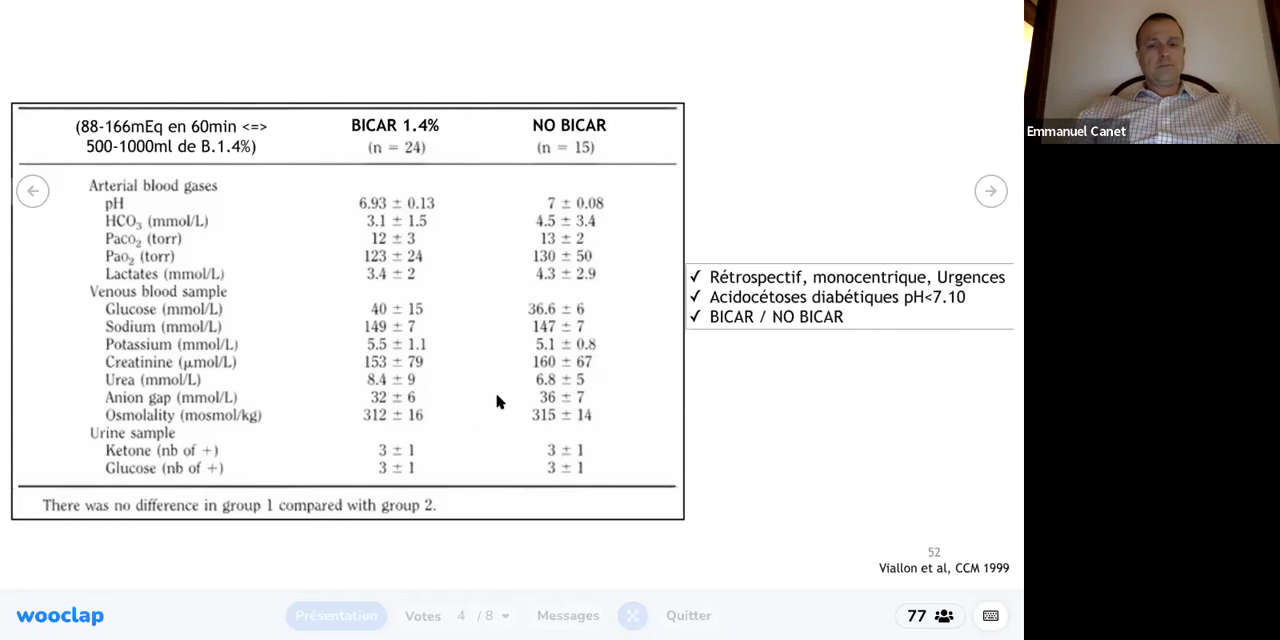 (88-166mEq en 60min <=> BICAR 1.4% NO BICAR
500-1000ml de B.1.4%) (n = 24) (n = 15)
Arterial blood gases
pH 6.93 ± 0.13 7 ± 0.08
HCO3 (mmol/L) 3.1 ± 1.5 4.5 ± 3.4
Paco2 (torr) 12 ± 3 13 ± 2
Pao2 (torr) 123 ± 24 130 ± 50
Lactates (mmol/L) 3.4 ± 2 4.3 ± 2.9
Venous blood sample
Glucose (mmol/L) 40 ± 15 36.6 ± 6
Sodium (mmol/L) 149 ± 7 147 ± 7
Potassium (mmol/L) 5.5 ± 1.1 5.1 ± 0.8
Creatinine (μmol/L) 153 ± 79 160 ± 67
Urea (mmol/L) 8.4 ± 9 6.8 ± 5
Anion gap (mmol/L) 32 ± 6 36 ± 7
Osmolality (mosmol/kg) 312 ± 16 315 ± 14
Urine sample
Ketone (nb of +) 3 ± 1 3 ± 1
Glucose (nb of +) 3 ± 1 3 ± 1
There was no difference in group 1 compared with group 2.
✓ Rétrospectif, monocentrique, Urgences
✓ Acidocétoses diabétiques pH<7.10
✓ BICAR / NO BICAR
52
Viallon et al, CCM 1999
wooclap Présentation Votes 4 / 8 Messages Quitter 77
Emmanuel Canet